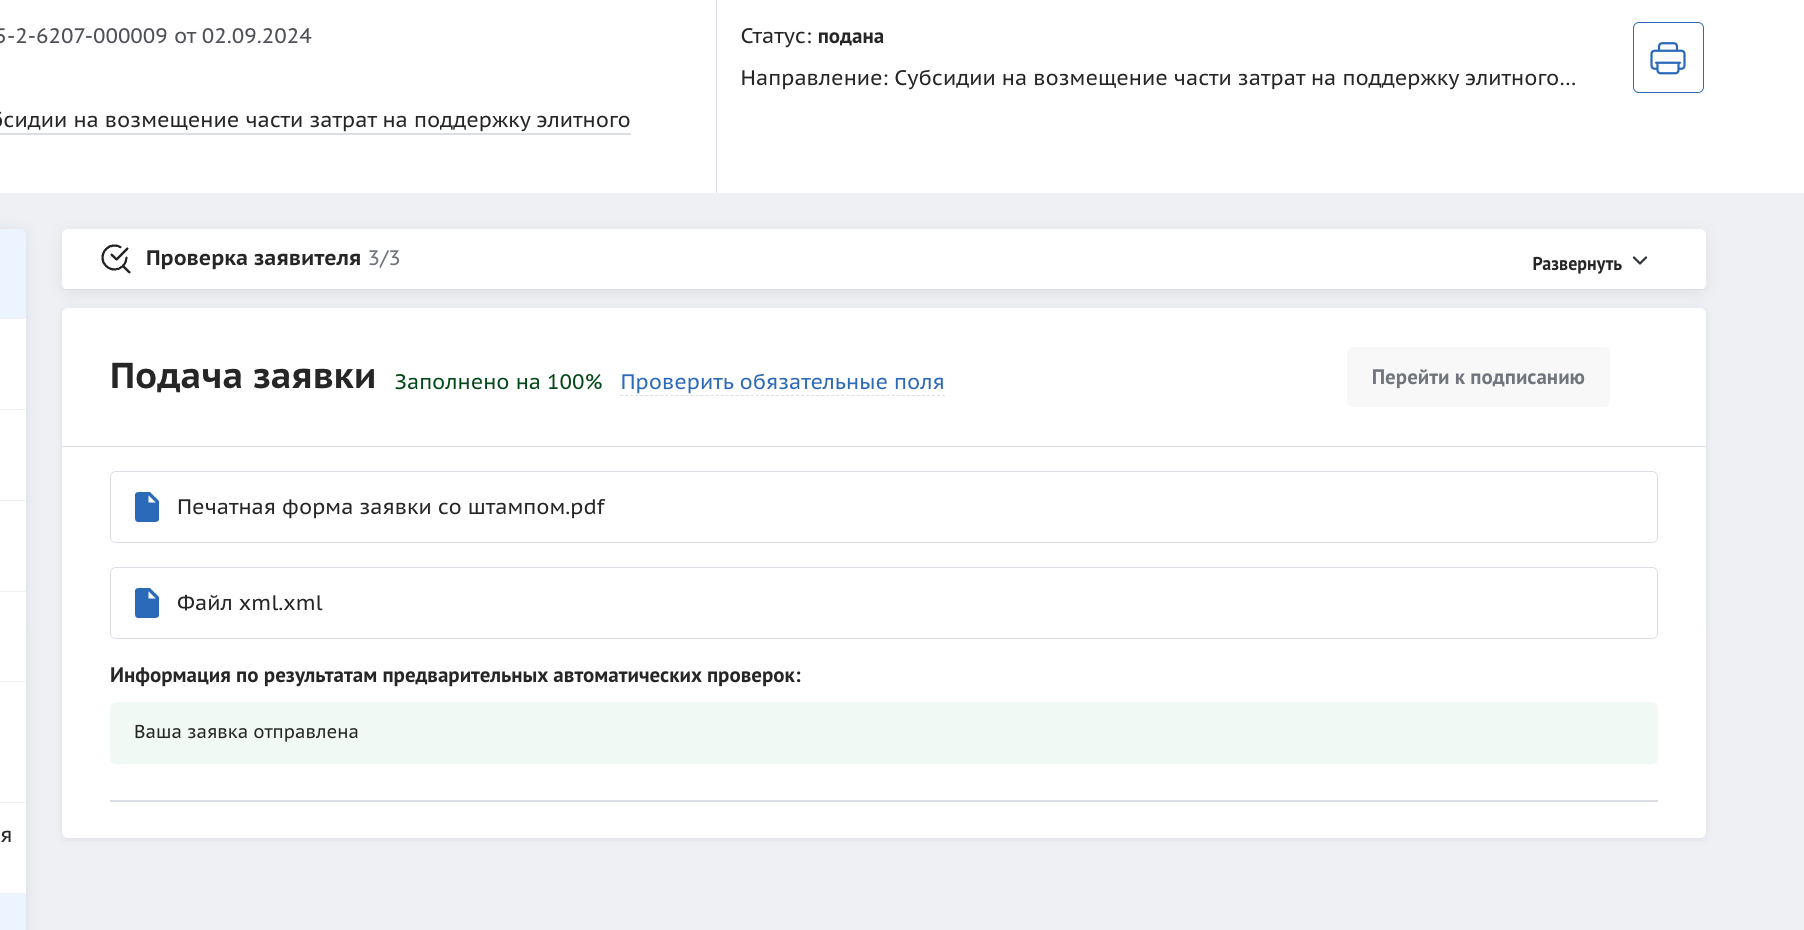 5-2-6207-000009 от 02.09.2024
бсидии на возмещение части затрат на поддержку элитного
Статус: подана
Направление: Субсидии на возмещение части затрат на поддержку элитного...
Проверка заявителя 3/3
Развернуть
Подача заявки Заполнено на 100% Проверить обязательные поля
Перейти к подписанию
Печатная форма заявки со штампом.pdf
Файл xml.xml
Информация по результатам предварительных автоматических проверок:
Ваша заявка отправлена
я